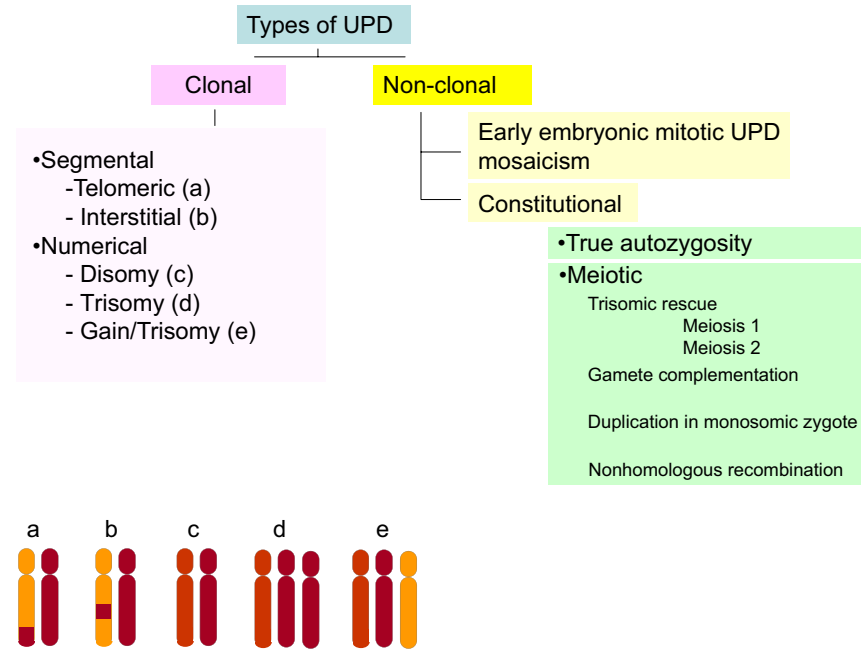 Types of UPD
Clonal
Non-clonal
•Segmental
-Telomeric (a)
- Interstitial (b)
•Numerical
- Disomy (c)
- Trisomy (d)
- Gain/Trisomy (e)
Early embryonic mitotic UPD
mosaicism
Constitutional
•True autozygosity
•Meiotic
Trisomic rescue
Meiosis 1
Meiosis 2
Gamete complementation
Duplication in monosomic zygote
Nonhomologous recombination
a b c d e